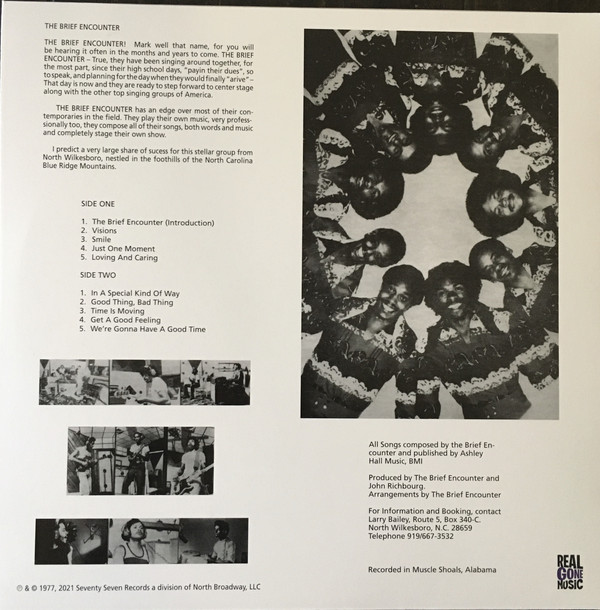 THE BRIEF ENCOUNTER
THE BRIEF ENCOUNTER! Mark well that name, for you will
be hearing it often in the months and years to come. THE BRIEF
ENCOUNTER – True, they have been singing around together, for
the most part, since their high school days, "payin their dues", so
to speak, and planning for the day when they would finally "arive" –
That day is now and they are ready to step forward to center stage
along with the other top singing groups of America.
THE BRIEF ENCOUNTER has an edge over most of their con-
temporaries in the field. They play their own music, very profes-
sionally too, they compose all of their songs, both words and music
and completely stage their own show.
I predict a very large share of sucess for this stellar group from
North Wilkesboro, nestled in the foothills of the North Carolina
Blue Ridge Mountains.
SIDE ONE
1. The Brief Encounter (Introduction)
2. Visions
3. Smile
4. Just One Moment
5. Loving And Caring
SIDE TWO
1. In A Special Kind Of Way
2. Good Thing, Bad Thing
3. Time Is Moving
4. Get A Good Feeling
5. We're Gonna Have A Good Time
All Songs composed by the Brief En-
counter and published by Ashley
Hall Music, BMI
Produced by The Brief Encounter and
John Richbourg.
Arrangements by The Brief Encounter
For Information and Booking, contact
Larry Bailey, Route 5, Box 340-C.
North Wilkesboro, N.C. 28659
Telephone 919/667-3532
Recorded in Muscle Shoals, Alabama
REAL
GONE
MUSIC
℗ & © 1977, 2021 Seventy Seven Records a division of North Broadway, LLC